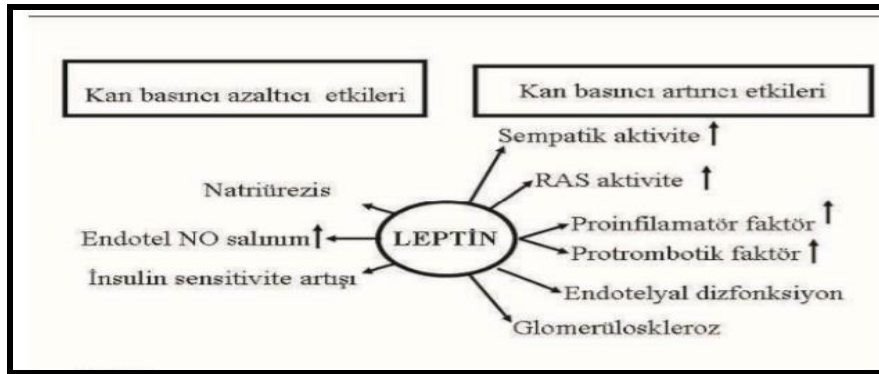 Kan basıncı azaltıcı etkileri
Kan basıncı artırıcı etkileri
Sempatik aktivite ↑
RAS aktivite ↑
Natriürezis
Proinfilamatör faktör ↑
Endotel NO salınım ↑
LEPTİN
Protrombotik faktör ↑
İnsulin sensitivite artışı
Endotelyal dizfonksiyon
Glomerüloskleroz